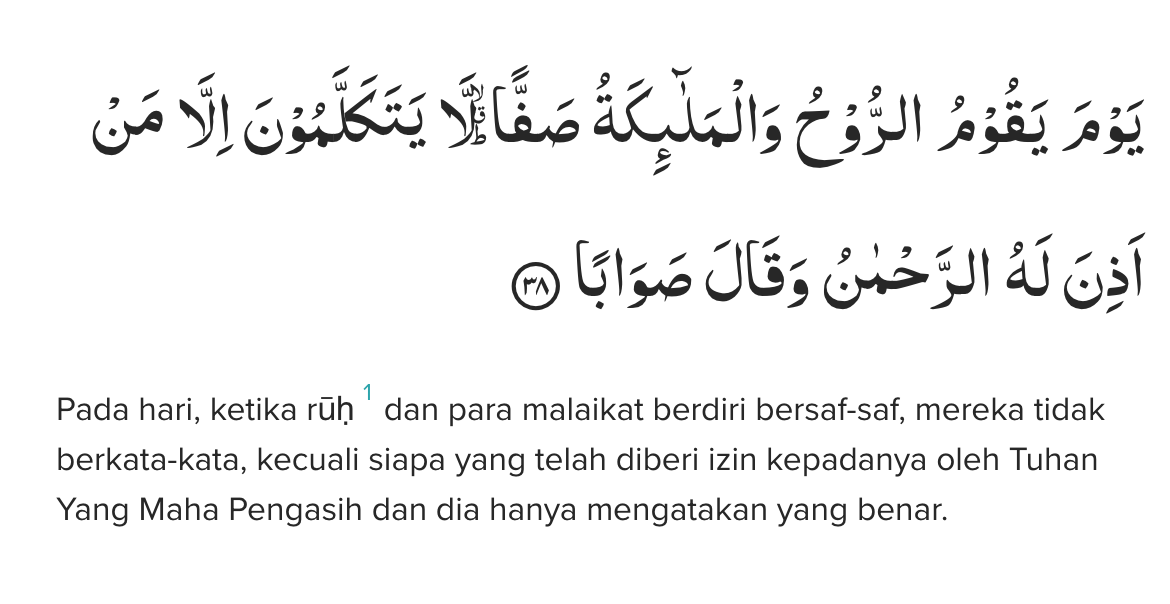 يَوْمَ يَقُوْمُ الرُّوْحُ وَالْمَلٰۤىِٕكَةُ صَفًّاۙ لَّا يَتَكَلَّمُوْنَ اِلَّا مَنْ
اَذِنَ لَهُ الرَّحْمٰنُ وَقَالَ صَوَابًا ٣٨
Pada hari, ketika rūḥ 1 dan para malaikat berdiri bersaf-saf, mereka tidak
berkata-kata, kecuali siapa yang telah diberi izin kepadanya oleh Tuhan
Yang Maha Pengasih dan dia hanya mengatakan yang benar.